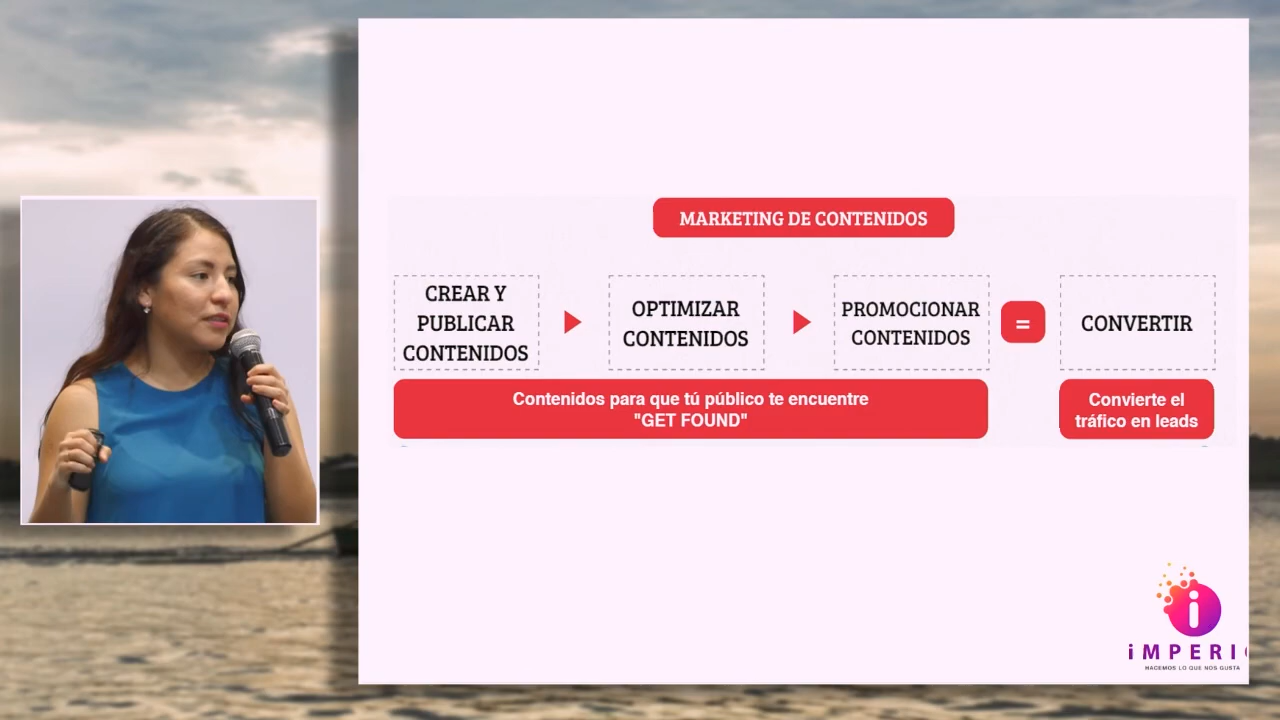 MARKETING DE CONTENIDOS
CREAR Y
PUBLICAR
CONTENIDOS
OPTIMIZAR
CONTENIDOS
PROMOCIONAR
CONTENIDOS
=
CONVERTIR
Contenidos para que tú público te encuentre
"GET FOUND"
Convierte el
tráfico en leads
i
iMPERI
HACEMOS LO QUE NOS GUSTA